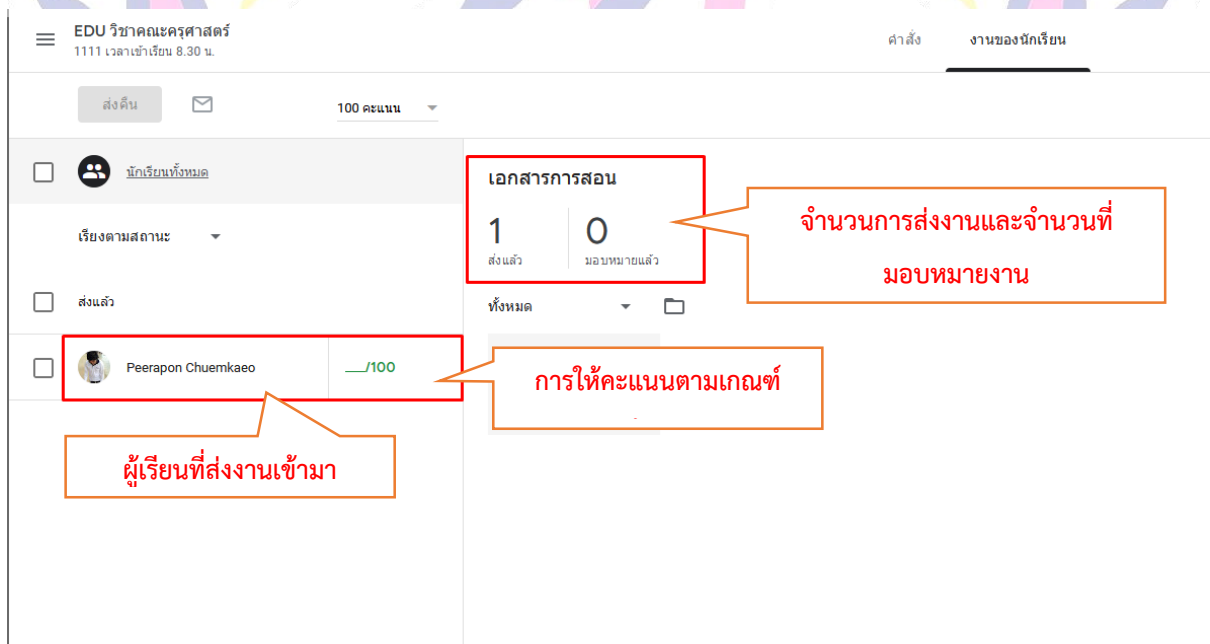 EDU วิชาคณะครุศาสตร์
1111 เวลาเข้าเรียน 8.30 น.
คำสั่ง
งานของนักเรียน
ส่งคืน
100 คะแนน
นักเรียนทั้งหมด
เรียงตามสถานะ
ส่งแล้ว
Peerapon Chuemkaeo
__/100
เอกสารการสอน
1
0
ส่งแล้ว
มอบหมายแล้ว
ทั้งหมด
จำนวนการส่งงานและจำนวนที่
มอบหมายงาน
การให้คะแนนตามเกณฑ์
ผู้เรียนที่ส่งงานเข้ามา